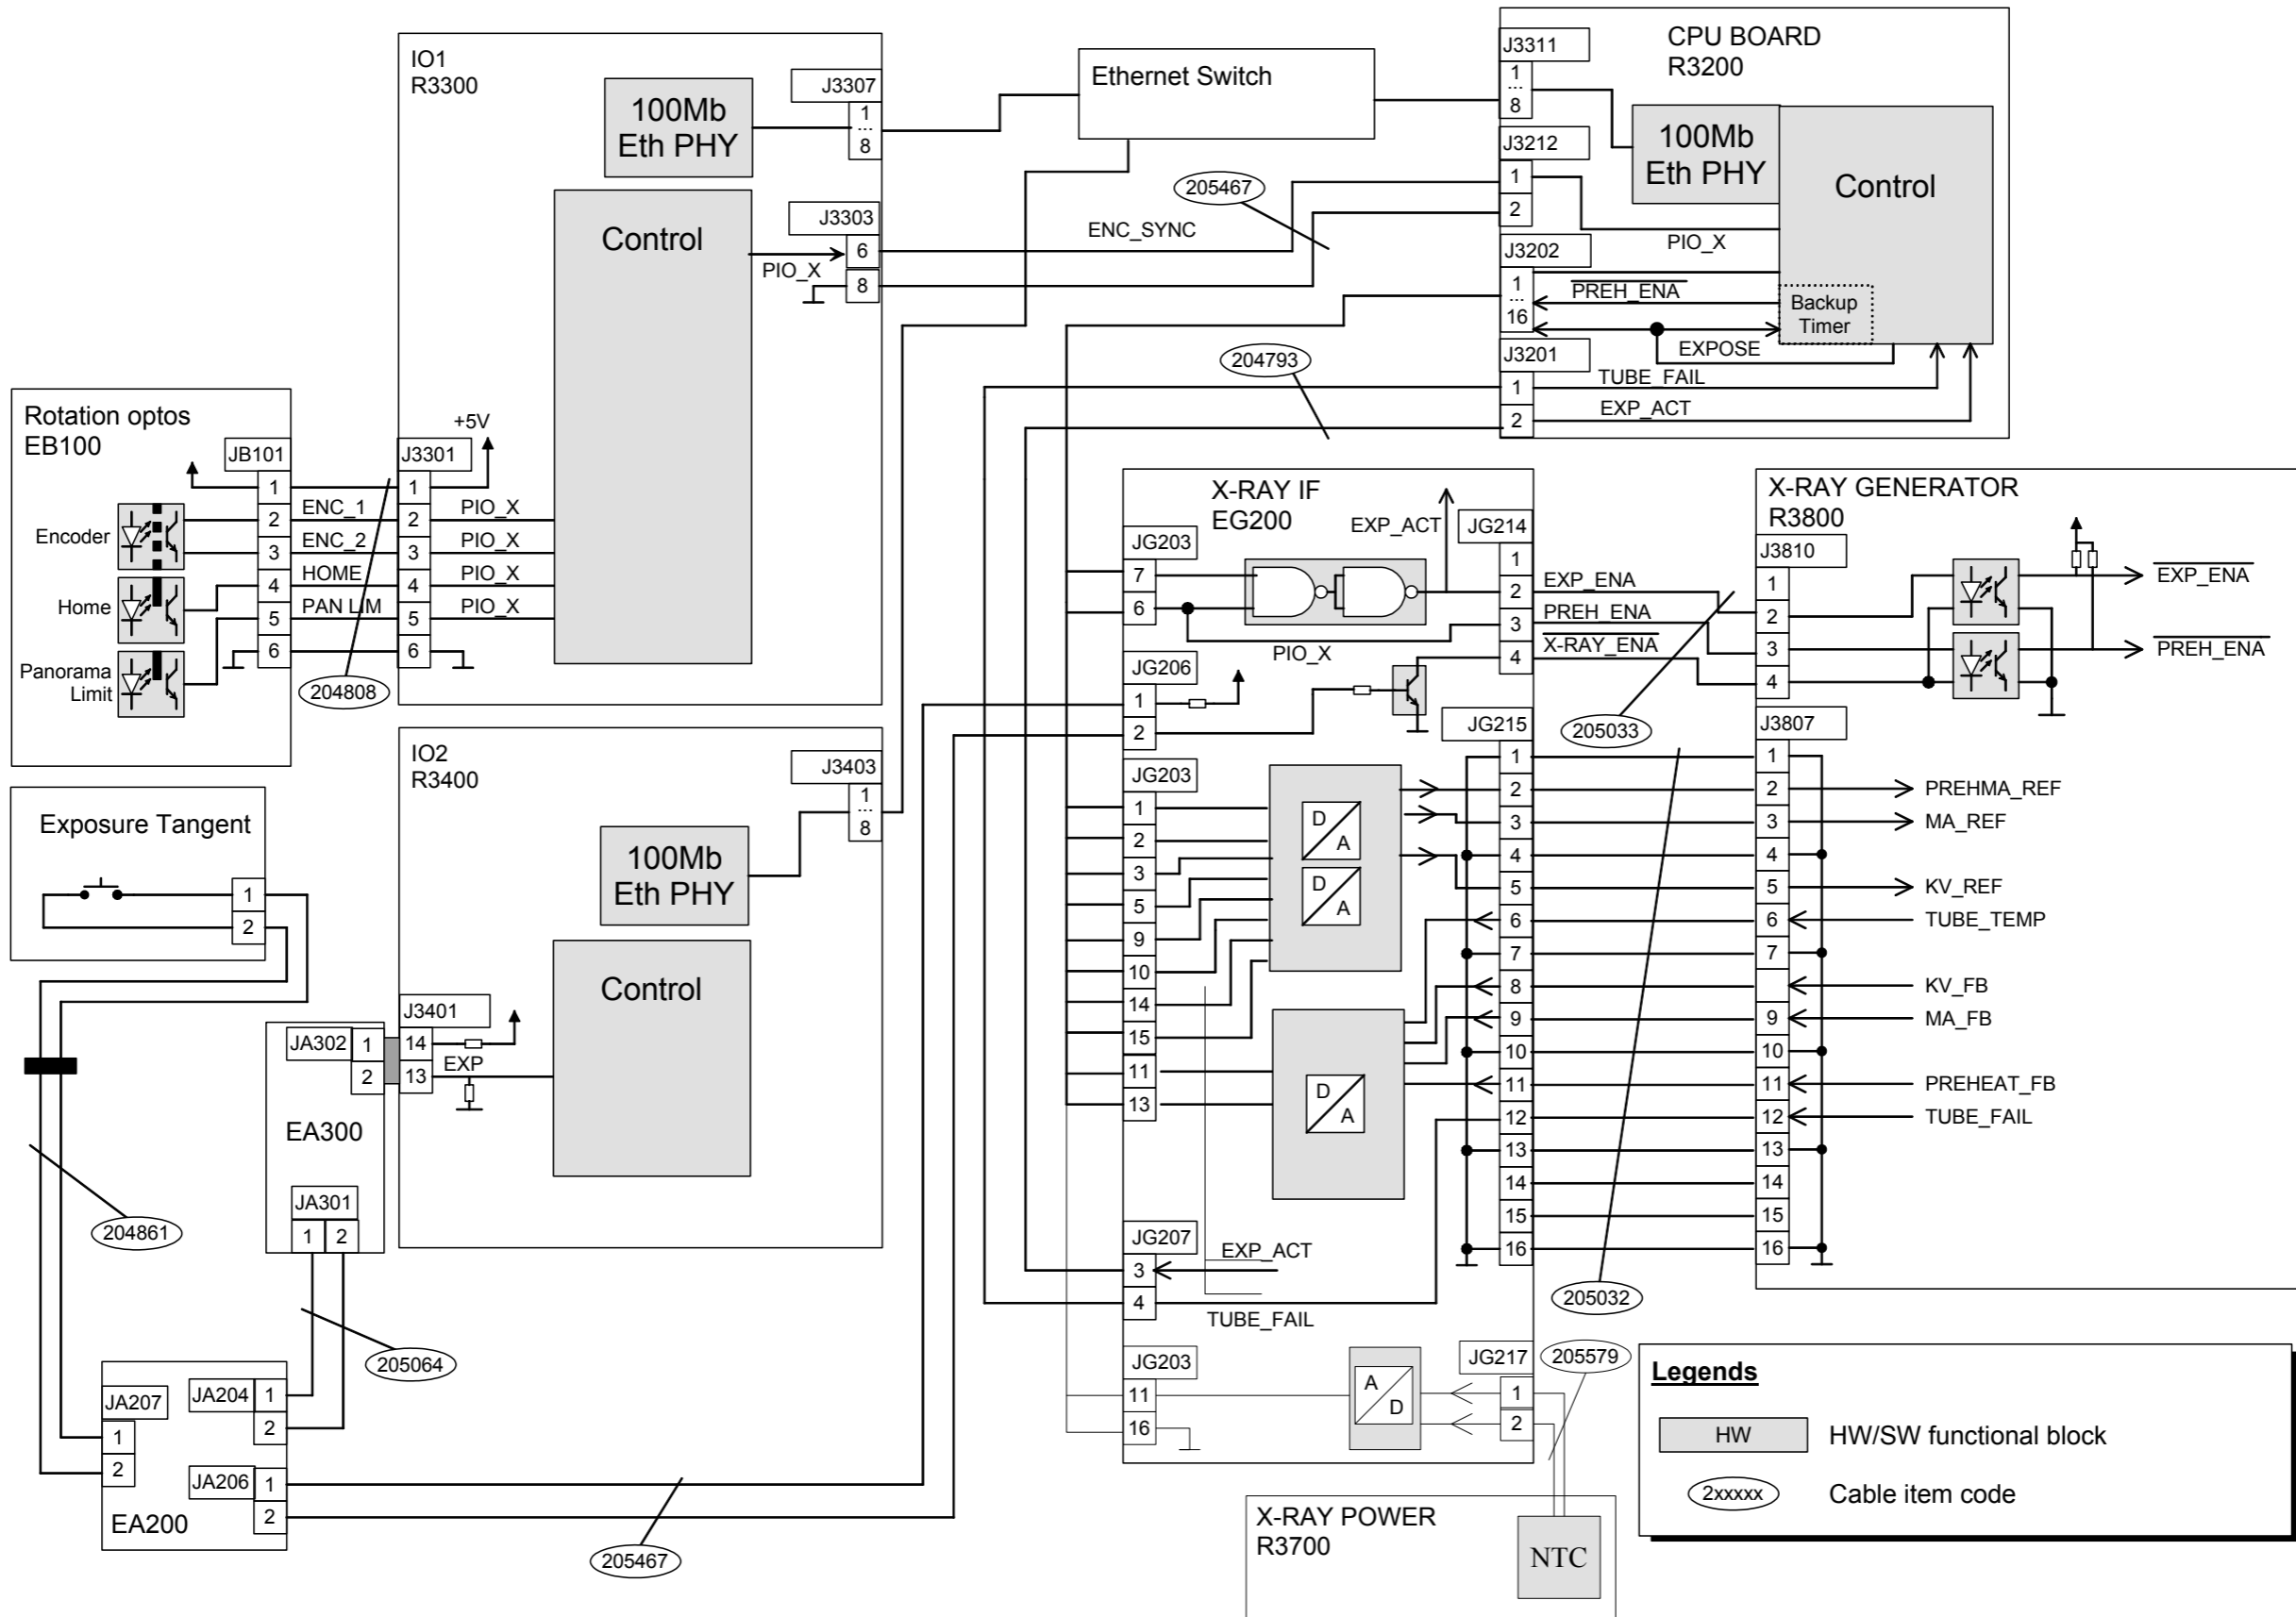 IO1
R3300
100Mb
Eth PHY
J3307
1
...
8
Control
J3303
6
8
PIO_X
Ethernet Switch
205467
ENC_SYNC
CPU BOARD
R3200
J3311
1
...
8
J3212
1
2
100Mb
Eth PHY
Control
PIO_X
J3202
1
...
16
PREH_ENA
Backup
Timer
EXPOSE
J3201
1
2
TUBE_FAIL
EXP_ACT
204793
Rotation optos
EB100
JB101
1
2
3
4
5
6
Encoder
Home
Panorama
Limit
ENC_1
ENC_2
HOME
PAN LIM
204808
+5V
J3301
1
2
3
4
5
6
PIO_X
PIO_X
PIO_X
PIO_X
IO2
R3400
J3403
1
...
8
100Mb
Eth PHY
Control
J3401
14
13
EXP
Exposure Tangent
1
2
JA302
1
2
EA300
JA301
1
2
204861
205064
JA207
1
2
JA204
1
2
JA206
1
2
EA200
205467
X-RAY IF
EG200
JG203
7
6
EXP_ACT
PIO_X
JG214
1
2
3
4
EXP_ENA
PREH_ENA
X-RAY_ENA
205033
JG206
1
2
JG203
1
2
3
5
9
10
14
15
11
13
D
A
D
A
D
A
JG215
1
2
3
4
5
6
7
8
9
10
11
12
13
14
15
16
JG207
3
4
EXP_ACT
TUBE_FAIL
205032
JG203
11
16
A
D
JG217
1
2
205579
X-RAY POWER
R3700
NTC
X-RAY GENERATOR
R3800
J3810
1
2
3
4
EXP_ENA
PREH_ENA
J3807
1
2
3
4
5
6
7
9
10
11
12
13
14
15
16
PREHMA_REF
MA_REF
KV_REF
TUBE_TEMP
KV_FB
MA_FB
PREHEAT_FB
TUBE_FAIL
Legends
HW
HW/SW functional block
2xxxxx
Cable item code